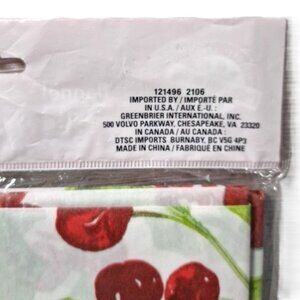 121496 2106
IMPORTED BY / IMPORTÉ PAR
IN U.S.A. / AUX É.-U. :
GREENBRIER INTERNATIONAL, INC.
500 VOLVO PARKWAY, CHESAPEAKE, VA 23320
IN CANADA / AU CANADA :
DTSC IMPORTS BURNABY, BC V5G 4P3
MADE IN CHINA / FABRIQUÉ EN CHINE